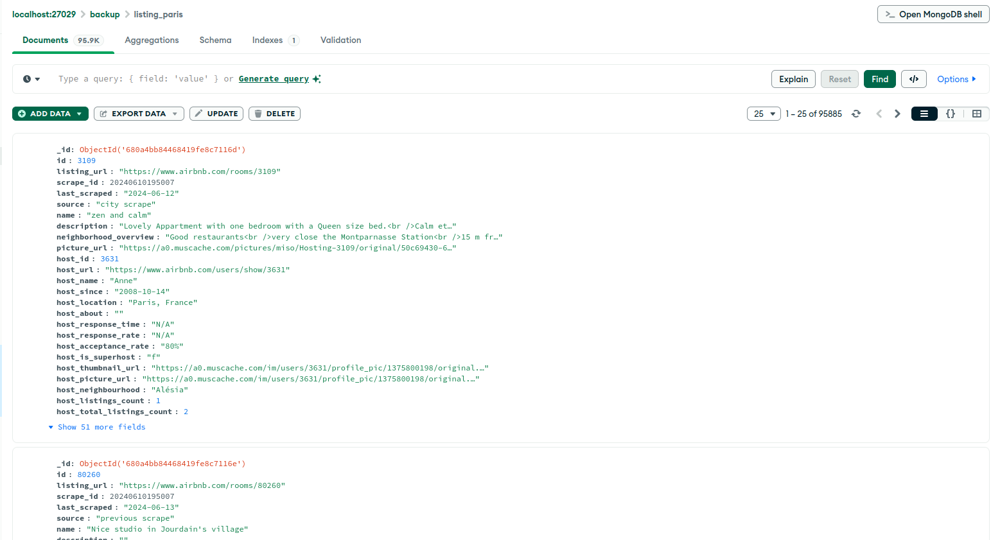 localhost:27029 > backup > listing_paris
>_ Open MongoDB shell
Documents 95.9K Aggregations Schema Indexes 1 Validation
Type a query: { field: 'value' } or Generate query
Explain Reset Find </> Options
ADD DATA EXPORT DATA UPDATE DELETE
25 1 – 25 of 95885 {}
_id: ObjectId('680a4bb84468419fe8c7116d')
id : 3109
listing_url : "https://www.airbnb.com/rooms/3109"
scrape_id : 20240610195007
last_scraped : "2024-06-12"
source : "city scrape"
name : "zen and calm"
description : "Lovely Appartment with one bedroom with a Queen size bed.<br />Calm et…"
neighborhood_overview : "Good restaurants<br />very close the Montparnasse Station<br />15 m fr…"
picture_url : "https://a0.muscache.com/pictures/miso/Hosting-3109/original/50c69430-6…"
host_id : 3631
host_url : "https://www.airbnb.com/users/show/3631"
host_name : "Anne"
host_since : "2008-10-14"
host_location : "Paris, France"
host_about : ""
host_response_time : "N/A"
host_response_rate : "N/A"
host_acceptance_rate : "80%"
host_is_superhost : "f"
host_thumbnail_url : "https://a0.muscache.com/im/users/3631/profile_pic/1375800198/original.…"
host_picture_url : "https://a0.muscache.com/im/users/3631/profile_pic/1375800198/original.…"
host_neighbourhood : "Alésia"
host_listings_count : 1
host_total_listings_count : 2
Show 51 more fields
_id: ObjectId('680a4bb84468419fe8c7116e')
id : 80260
listing_url : "https://www.airbnb.com/rooms/80260"
scrape_id : 20240610195007
last_scraped : "2024-06-13"
source : "previous scrape"
name : "Nice studio in Jourdain's village"
description : ""